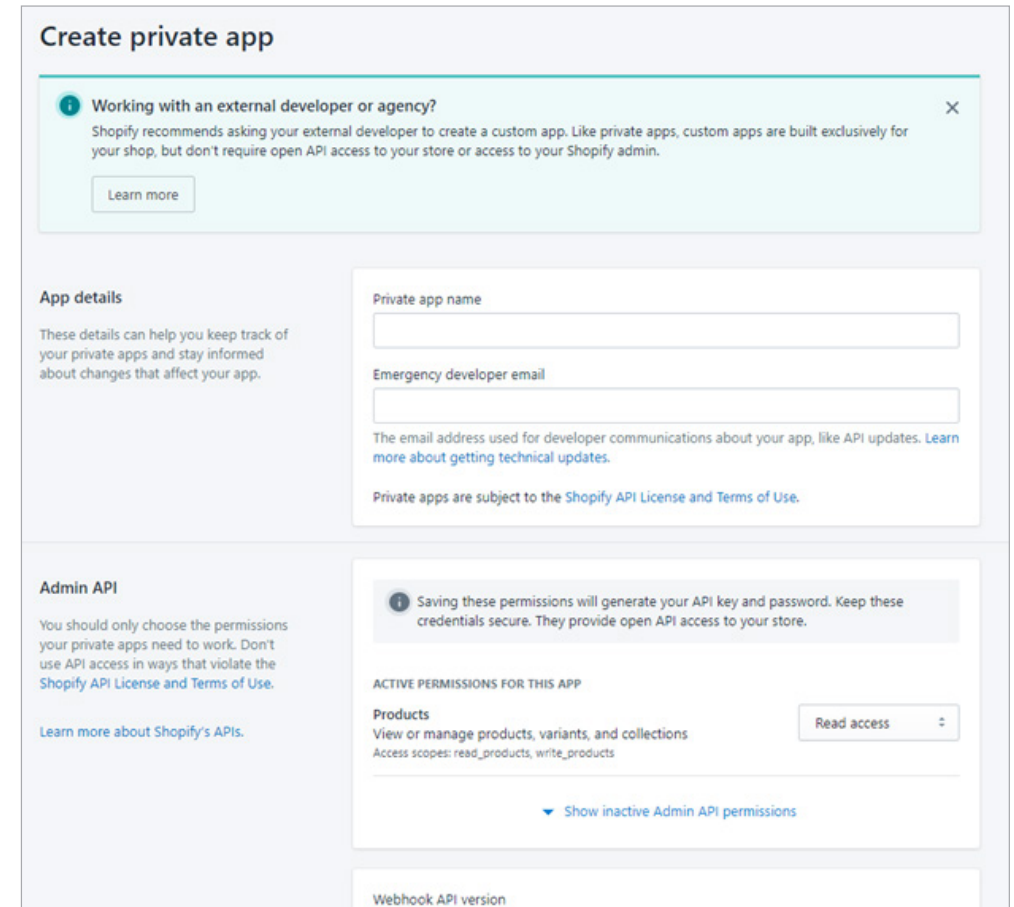 Create private app
Working with an external developer or agency?
Shopify recommends asking your external developer to create a custom app. Like private apps, custom apps are built exclusively for
your shop, but don't require open API access to your store or access to your Shopify admin.
Learn more
App details
These details can help you keep track of
your private apps and stay informed
about changes that affect your app.
Private app name
Emergency developer email
The email address used for developer communications about your app, like API updates. Learn
more about getting technical updates.
Private apps are subject to the Shopify API License and Terms of Use.
Admin API
You should only choose the permissions
your private apps need to work. Don't
use API access in ways that violate the
Shopify API License and Terms of Use.
Learn more about Shopify's APIs.
Saving these permissions will generate your API key and password. Keep these
credentials secure. They provide open API access to your store.
ACTIVE PERMISSIONS FOR THIS APP
Products
View or manage products, variants, and collections
Access scopes: read_products, write_products
Read access
Show inactive Admin API permissions
Webhook API version